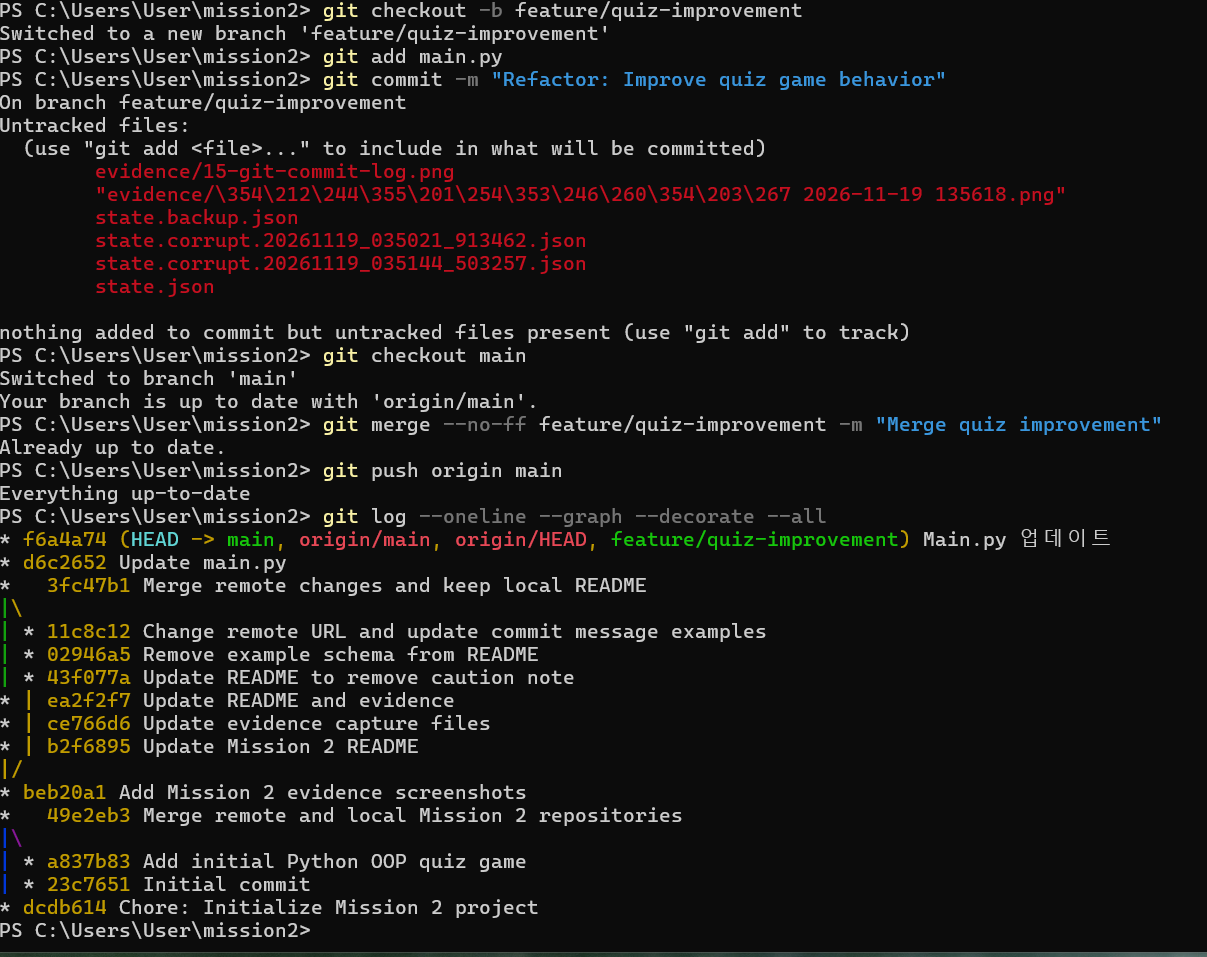 PS C:\Users\User\mission2> git checkout -b feature/quiz-improvement
Switched to a new branch 'feature/quiz-improvement'
PS C:\Users\User\mission2> git add main.py
PS C:\Users\User\mission2> git commit -m "Refactor: Improve quiz game behavior"
On branch feature/quiz-improvement
Untracked files:
  (use "git add <file>..." to include in what will be committed)
        evidence/15-git-commit-log.png
        "evidence/\354\212\244\355\201\254\353\246\260\354\203\267 2026-11-19 135618.png"
        state.backup.json
        state.corrupt.20261119_035021_913462.json
        state.corrupt.20261119_035144_503257.json
        state.json

nothing added to commit but untracked files present (use "git add" to track)
PS C:\Users\User\mission2> git checkout main
Switched to branch 'main'
Your branch is up to date with 'origin/main'.
PS C:\Users\User\mission2> git merge --no-ff feature/quiz-improvement -m "Merge quiz improvement"
Already up to date.
PS C:\Users\User\mission2> git push origin main
Everything up-to-date
PS C:\Users\User\mission2> git log --oneline --graph --decorate --all
* f6a4a74 (HEAD -> main, origin/main, origin/HEAD, feature/quiz-improvement) Main.py 업데이트
* d6c2652 Update main.py
*   3fc47b1 Merge remote changes and keep local README
|\
| * 11c8c12 Change remote URL and update commit message examples
| * 02946a5 Remove example schema from README
| * 43f077a Update README to remove caution note
* | ea2f2f7 Update README and evidence
* | ce766d6 Update evidence capture files
* | b2f6895 Update Mission 2 README
|/
* beb20a1 Add Mission 2 evidence screenshots
*   49e2eb3 Merge remote and local Mission 2 repositories
|\
| * a837b83 Add initial Python OOP quiz game
| * 23c7651 Initial commit
* dcdb614 Chore: Initialize Mission 2 project
PS C:\Users\User\mission2>